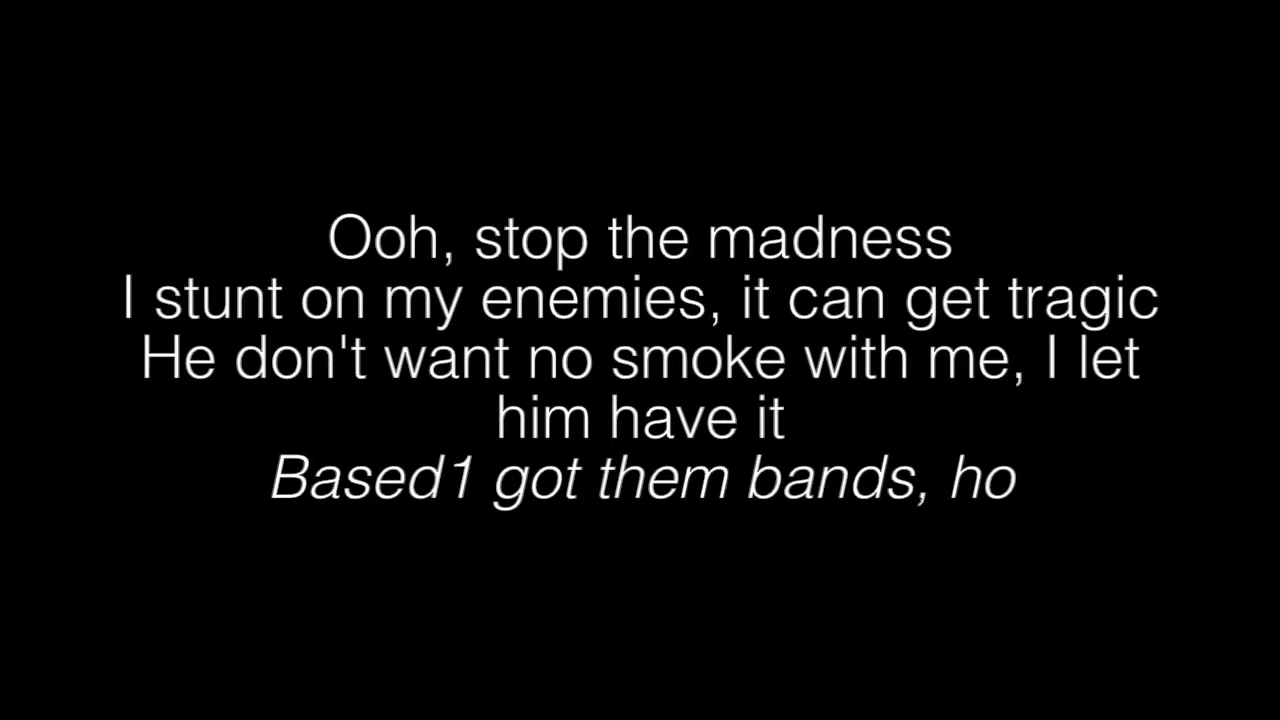 Ooh, stop the madness
I stunt on my enemies, it can get tragic
He don't want no smoke with me, I let
him have it
Based1 got them bands, ho